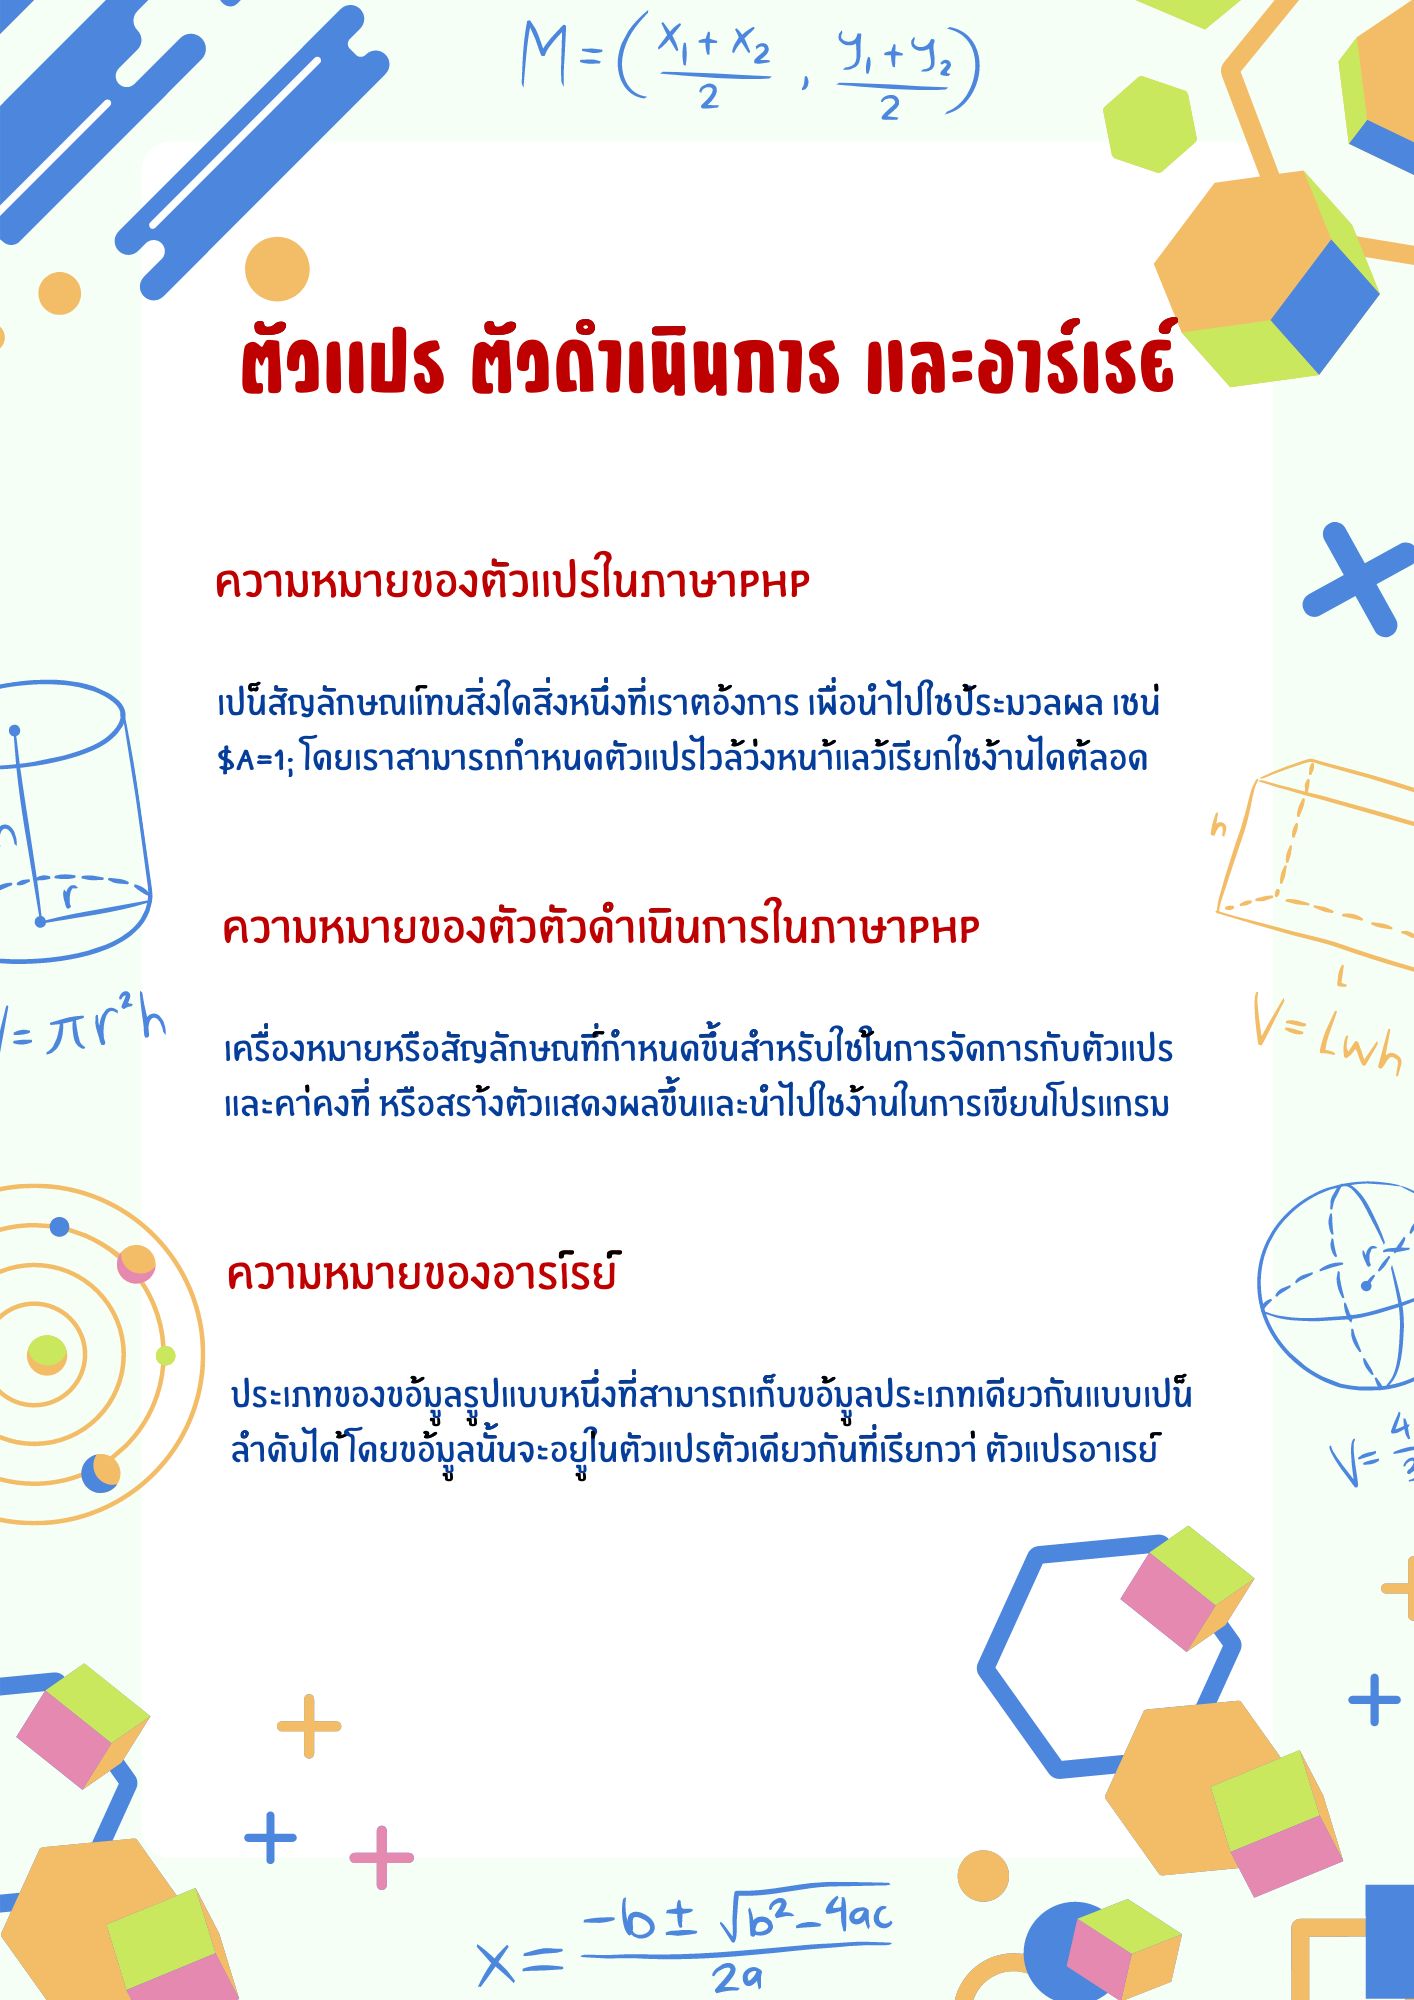 M = ( x₁ + x₂ / 2 , y₁ + y₂ / 2 )
ตัวแปร ตัวดำเนินการ และอาร์เรย์
ความหมายของตัวแปรในภาษาPHP
เป็นสัญลักษณ์แทนสิ่งใดสิ่งหนึ่งที่เราต้องการ เพื่อนำไปใช้ประมวลผล เช่น
$A=1; โดยเราสามารถกำหนดตัวแปรไว้ล่วงหน้าแล้วเรียกใช้งานได้ตลอด
h
r
h
L
V = πr²h
V = Lwh
ความหมายของตัวตัวดำเนินการในภาษาPHP
เครื่องหมายหรือสัญลักษณ์ที่กำหนดขึ้นสำหรับใช้ในการจัดการกับตัวแปร
และค่าคงที่ หรือสร้างตัวแสดงผลขึ้นและนำไปใช้งานในการเขียนโปรแกรม
r
ความหมายของอาร์เรย์
ประเภทของข้อมูลรูปแบบหนึ่งที่สามารถเก็บข้อมูลประเภทเดียวกันแบบเป็น
ลำดับได้ โดยข้อมูลนั้นจะอยู่ในตัวแปรตัวเดียวกันที่เรียกว่า ตัวแปรอาเรย์
V = 4/3
x = -b ± √b² - 4ac / 2a